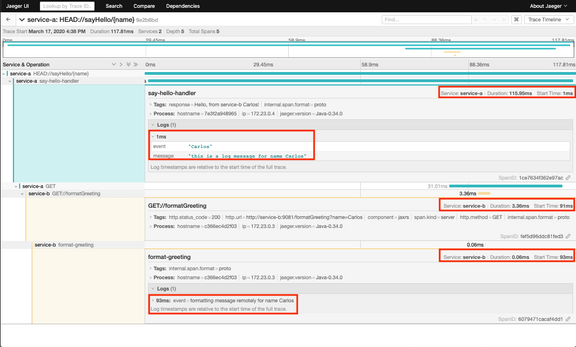 Jaeger UI Lookup by Trace ID... Search Compare Dependencies About Jaeger
service-a: HEAD://sayHello/{name} Find... Trace Timeline
Trace Start March 17, 2020 4:38 PM Duration: 117.81ms Services: 2 Depth: 5 Total Spans: 5
0ms 29.45ms 58.9ms 88.36ms 117.81ms
Service & Operation 0ms 29.45ms 58.9ms 88.36ms 117.81ms
service-a HEAD://sayHello/{name}
service-a say-hello-handler
say-hello-handler Service: service-a Duration: 115.95ms Start Time: 1ms
Tags: response - Hello, from service-b Carlos! internal.span.format - proto
Process: hostname - 7e3f2a948965 ip - 172.23.0.4 jaeger.version - Java-0.34.0
Logs (1)
1ms
event "Carlos"
message "this is a log message for name Carlos"
Log timestamps are relative to the start time of the full trace.
SpanID:
service-a GET 31.01ms
service-b GET://formatGreeting 3.36ms
GET://formatGreeting Service: service-b Duration: 3.36ms Start Time: 91ms
Tags: http.status_code - 200 http.url - http://service-b:9081/formatGreeting?name=Carlos component - jaxrs span.kind - server http.method - GET internal.span.format - proto
Process: hostname - c366ec4d2f03 ip - 172.23.0.3 jaeger.version - Java-0.34.0
SpanID: fef5d96ddc81fed3
service-b format-greeting 0.06ms
format-greeting Service: service-b Duration: 0.06ms Start Time: 93ms
Tags: internal.span.format - proto
Process: hostname - c366ec4d2f03 ip - 172.23.0.3 jaeger.version - Java-0.34.0
Logs (1)
93ms: event - formatting message remotely for name Carlos
Log timestamps are relative to the start time of the full trace.
SpanID: 6079471cacaf4dd1